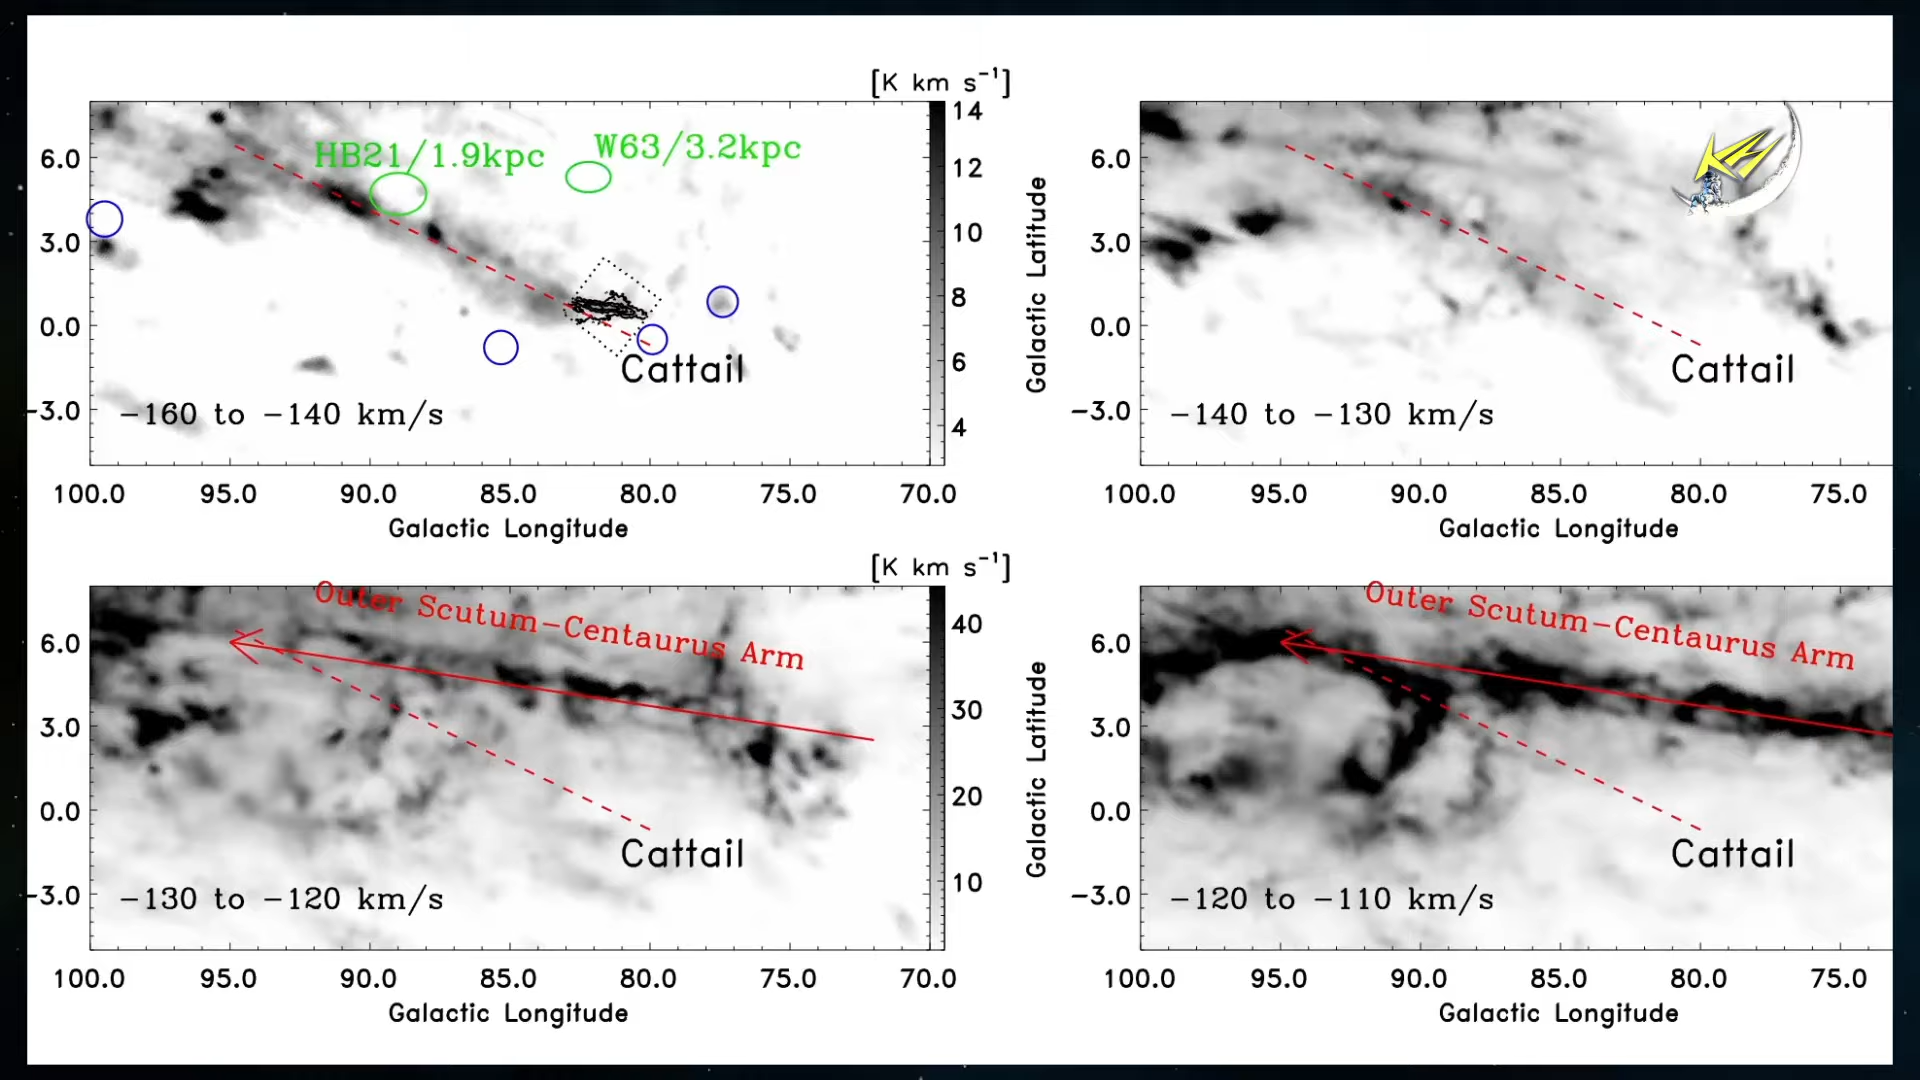 [K km s⁻¹]
14
12
10
8
6
4
HB21/1.9kpc
W63/3.2kpc
6.0
3.0
0.0
−3.0
Cattail
−160 to −140 km/s
100.0 95.0 90.0 85.0 80.0 75.0 70.0
Galactic Longitude
Galactic Latitude
6.0
3.0
0.0
−3.0
Cattail
−140 to −130 km/s
100.0 95.0 90.0 85.0 80.0 75.0
Galactic Longitude
[K km s⁻¹]
40
30
20
10
Outer Scutum−Centaurus Arm
6.0
3.0
0.0
−3.0
Cattail
−130 to −120 km/s
100.0 95.0 90.0 85.0 80.0 75.0 70.0
Galactic Longitude
Galactic Latitude
Outer Scutum−Centaurus Arm
6.0
3.0
0.0
−3.0
Cattail
−120 to −110 km/s
100.0 95.0 90.0 85.0 80.0 75.0
Galactic Longitude